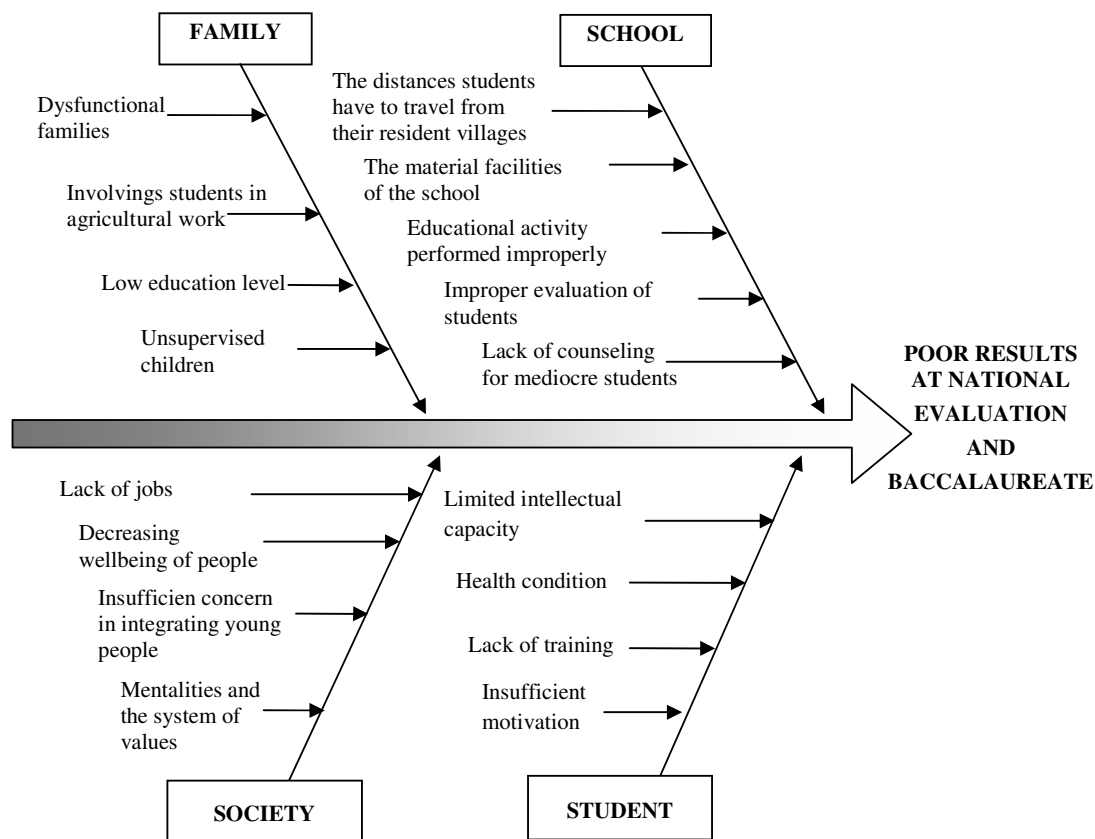 FAMILY
Dysfunctional
families
Involvings students in
agricultural work
Low education level
Unsupervised
children
SCHOOL
The distances students
have to travel from
their resident villages
The material facilities
of the school
Educational activity
performed improperly
Improper evaluation of
students
Lack of counseling
for mediocre students
POOR RESULTS
AT NATIONAL
EVALUATION
AND
BACCALAUREATE
Lack of jobs
Decreasing
wellbeing of people
Insufficien concern
in integrating young
people
Mentalities and
the system of
values
SOCIETY
Limited intellectual
capacity
Health condition
Lack of training
Insufficient
motivation
STUDENT